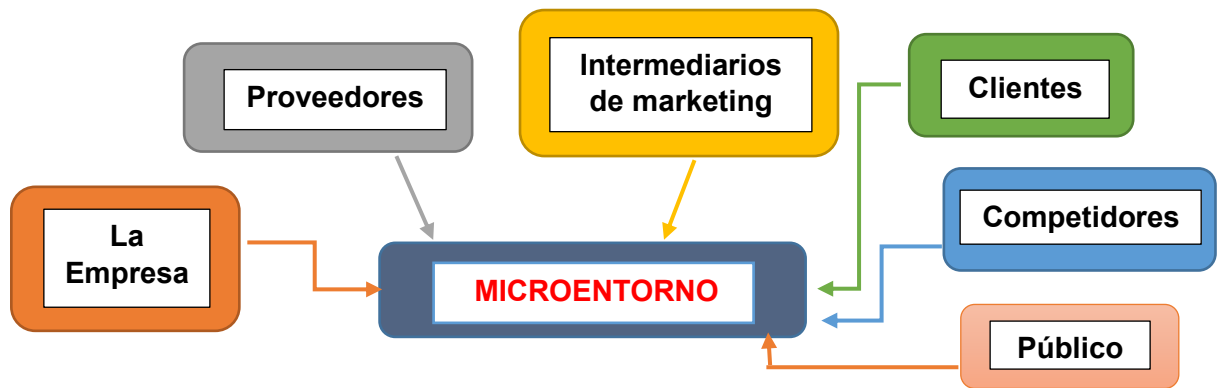 Proveedores
Intermediarios
de marketing
Clientes
La
Empresa
Competidores
MICROENTORNO
Público